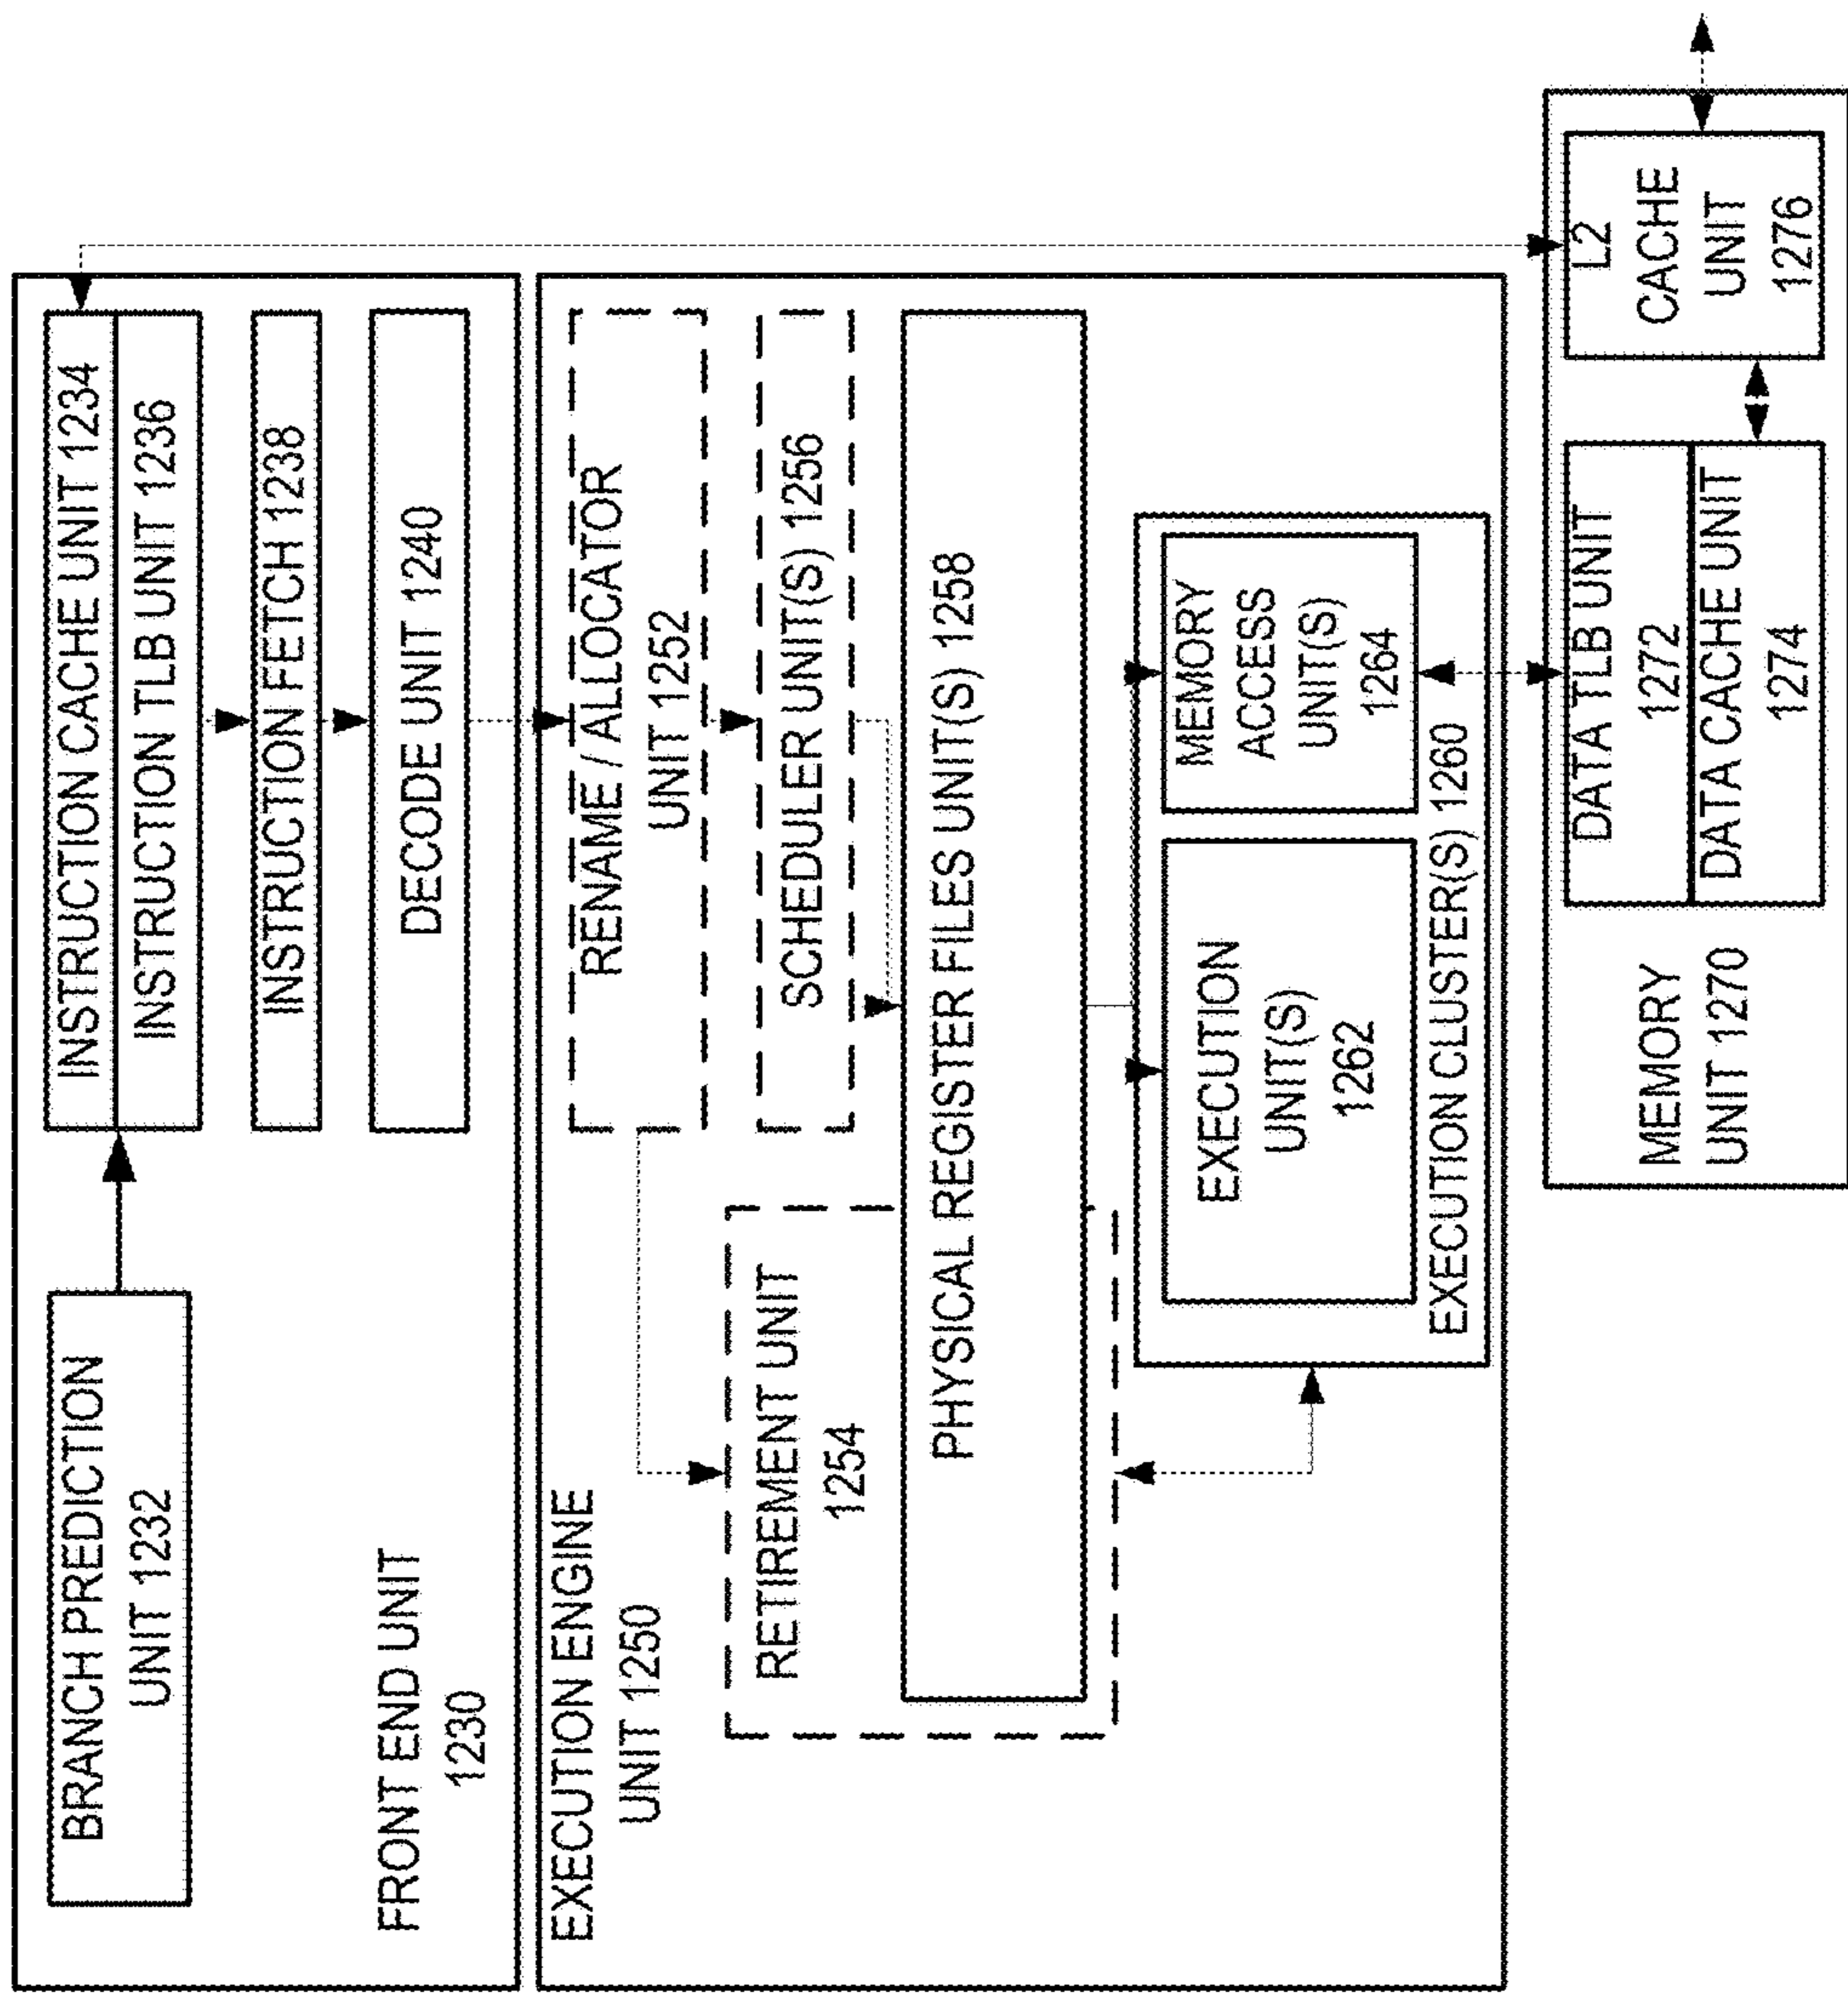 BRANCH PREDICTION
UNIT 1232
INSTRUCTION CACHE UNIT 1234
INSTRUCTION TLB UNIT 1236
INSTRUCTION FETCH 1238
DECODE UNIT 1240
FRONT END UNIT
1230
EXECUTION ENGINE
UNIT 1250
RENAME / ALLOCATOR
UNIT 1252
RETIREMENT UNIT
1254
SCHEDULER UNIT(S) 1256
PHYSICAL REGISTER FILES UNIT(S) 1258
EXECUTION
UNIT(S)
1262
MEMORY
ACCESS
UNIT(S)
1264
EXECUTION CLUSTER(S) 1260
MEMORY
UNIT 1270
DATA TLB UNIT
1272
DATA CACHE UNIT
1274
L2
CACHE
UNIT
1276